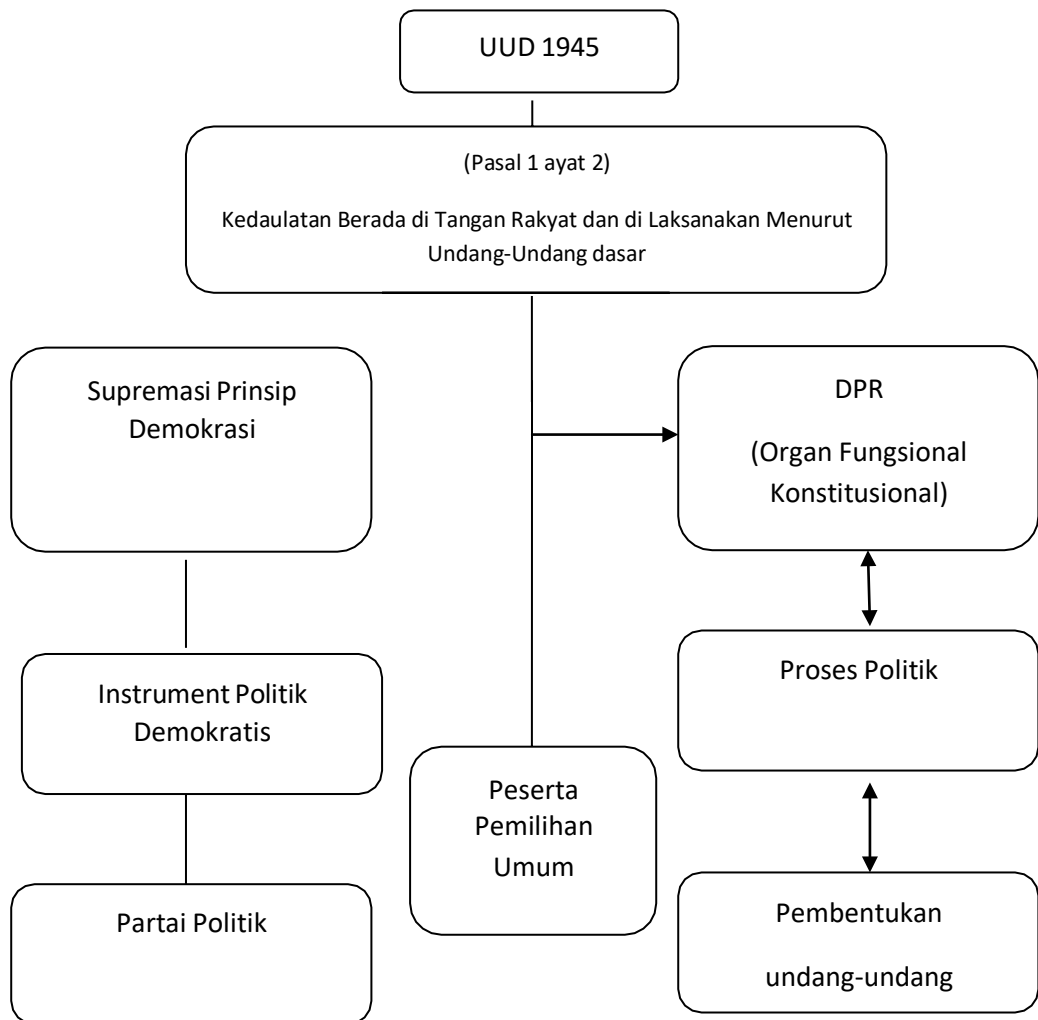 UUD 1945
(Pasal 1 ayat 2)
Kedaulatan Berada di Tangan Rakyat dan di Laksanakan Menurut
Undang-Undang dasar
Supremasi Prinsip
Demokrasi
DPR
(Organ Fungsional
Konstitusional)
Instrument Politik
Demokratis
Proses Politik
Peserta
Pemilihan
Umum
Partai Politik
Pembentukan
undang-undang